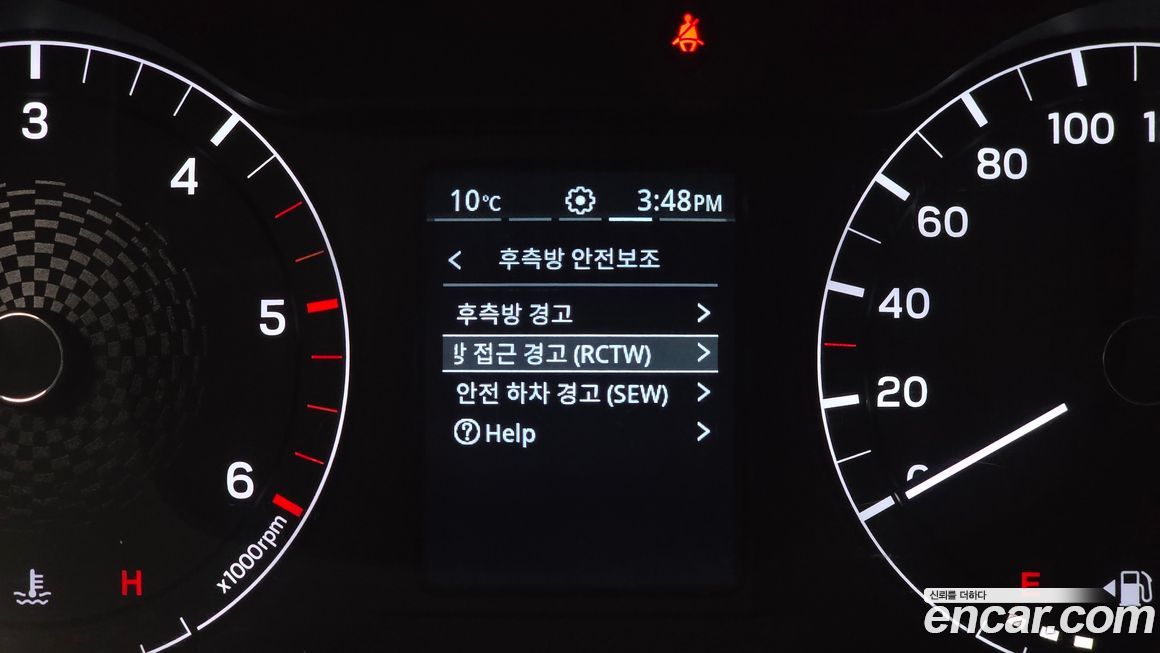 3
4
5
6
x1000rpm
H
10℃
3:48PM
< 후측방 안전보조
후측방 경고 >
접근 경고 (RCTW) >
안전 하차 경고 (SEW) >
? Help >
100
80
60
40
20
0
E
신뢰를 더하다
encar.com